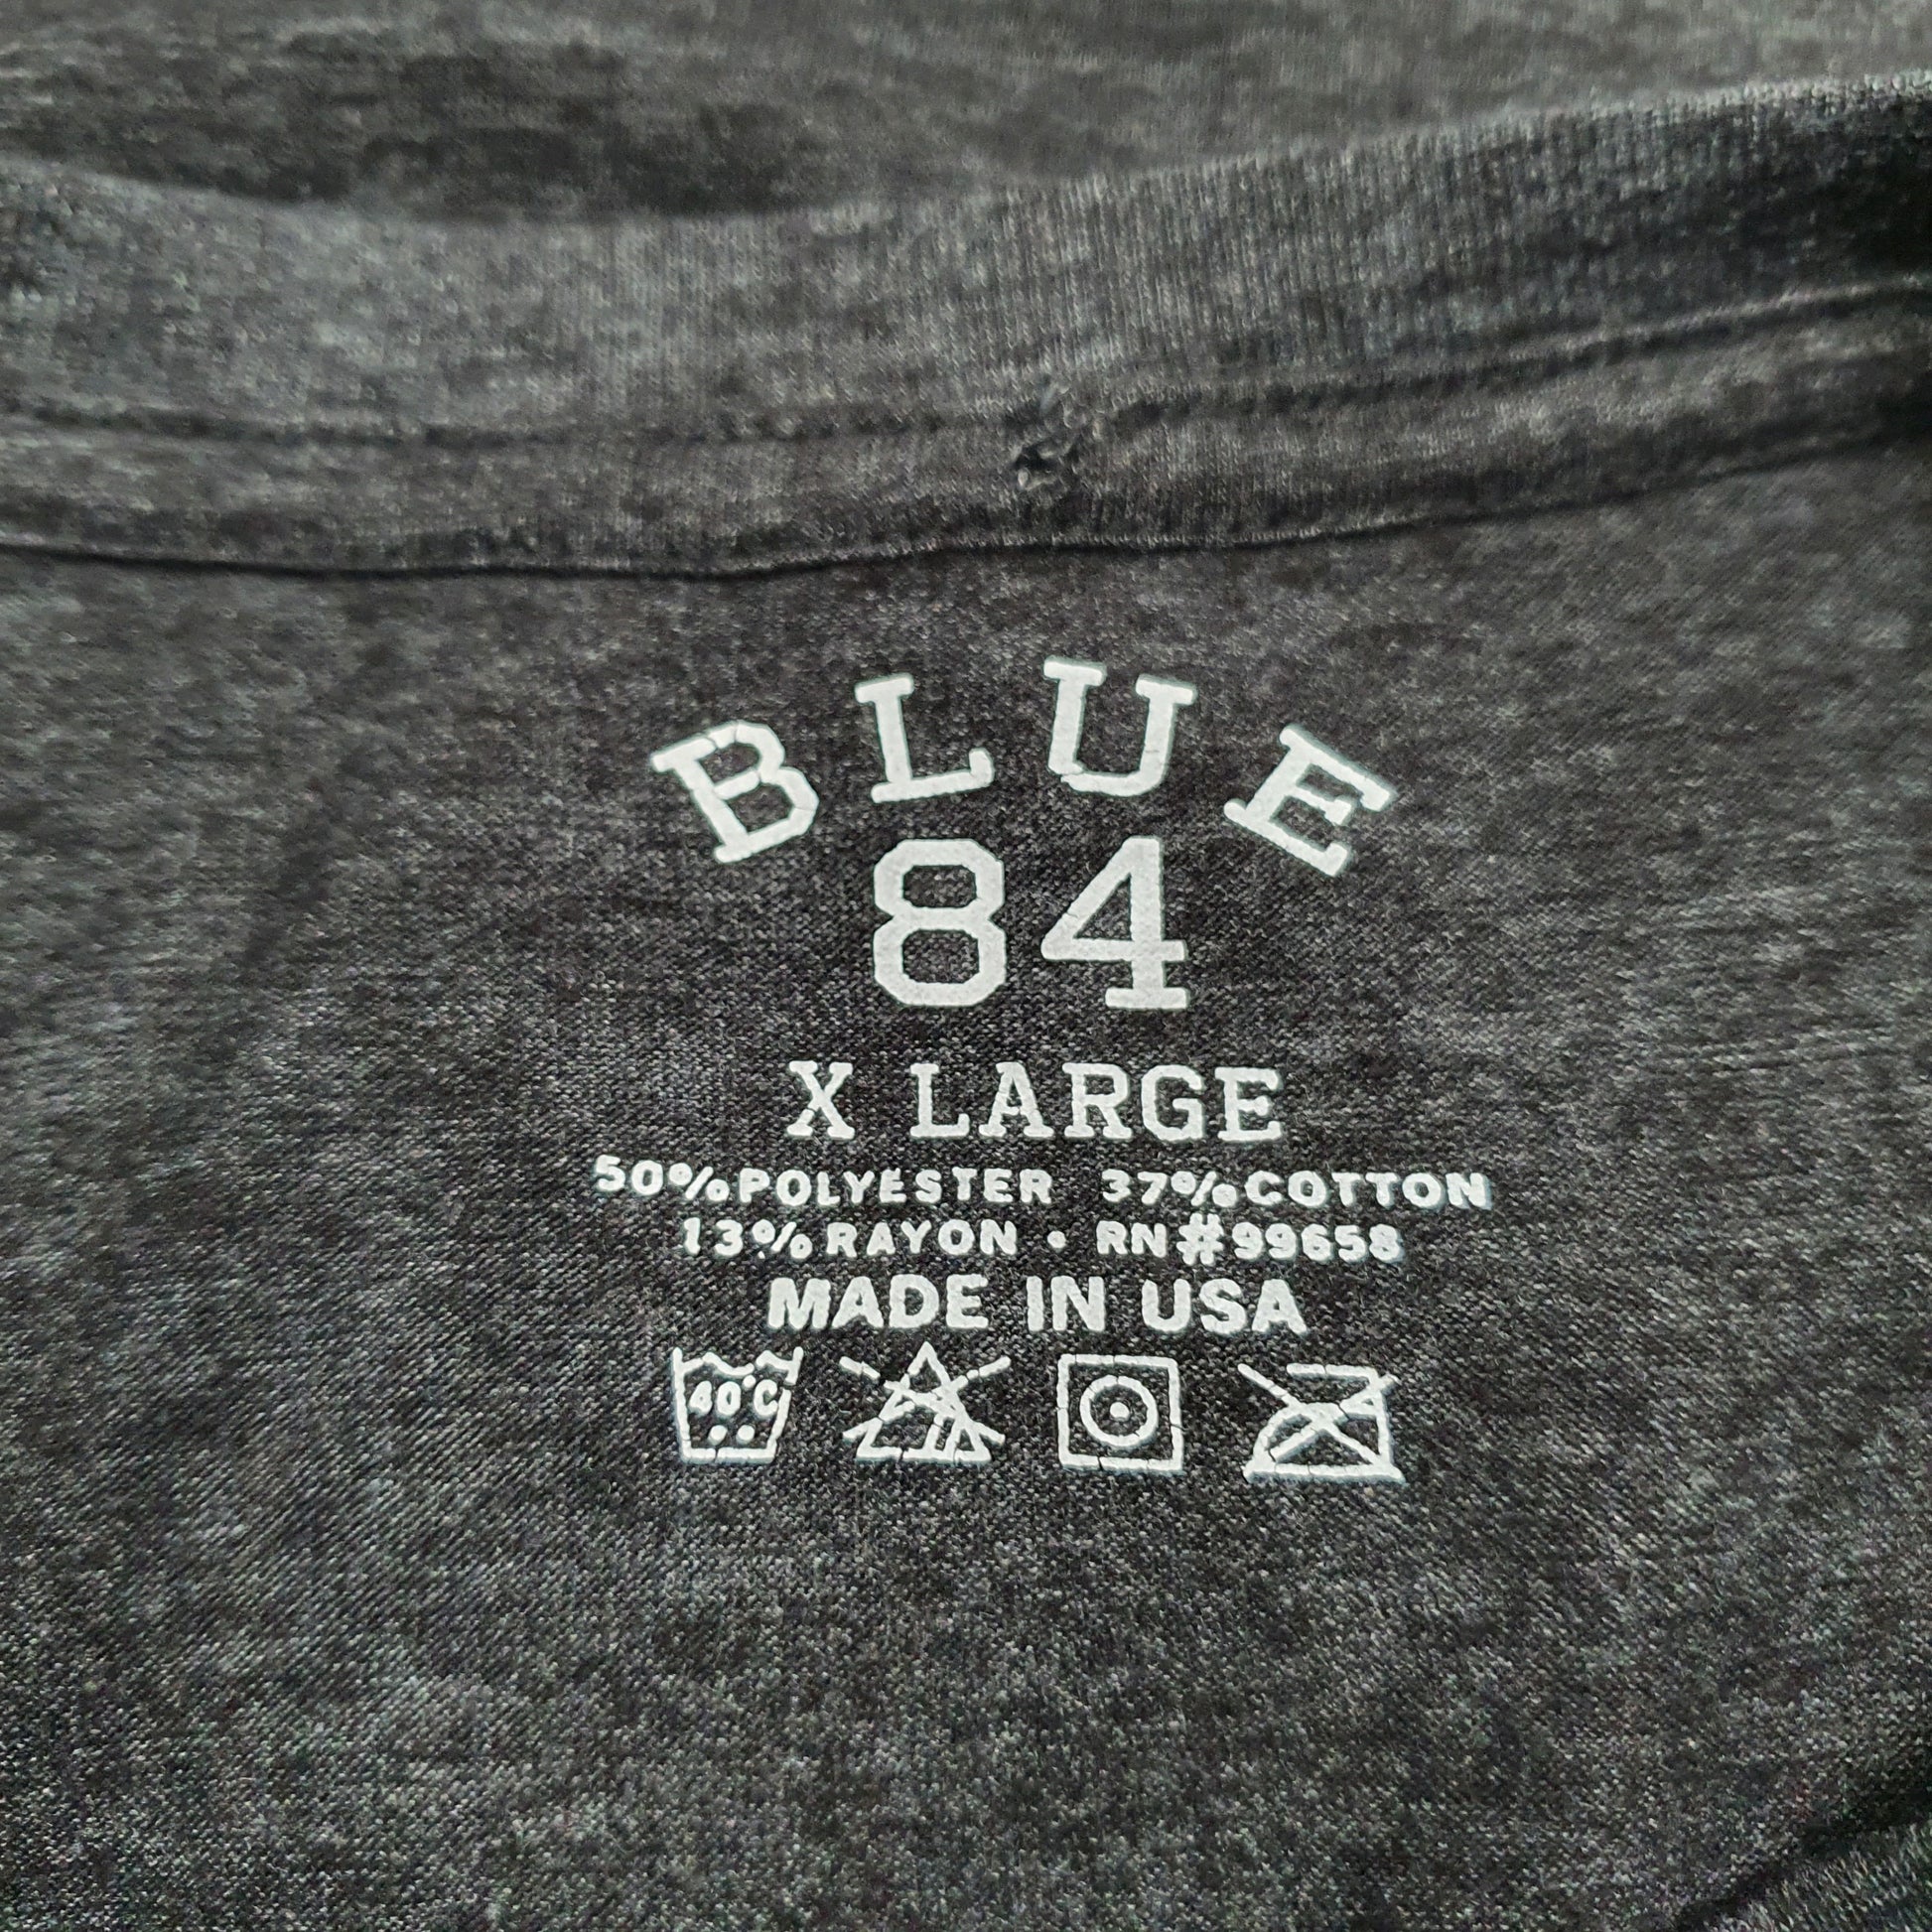 BLUE
84
X LARGE
50%POLYESTER 37%COTTON
13%RAYON • RN#99658
MADE IN USA
40°C